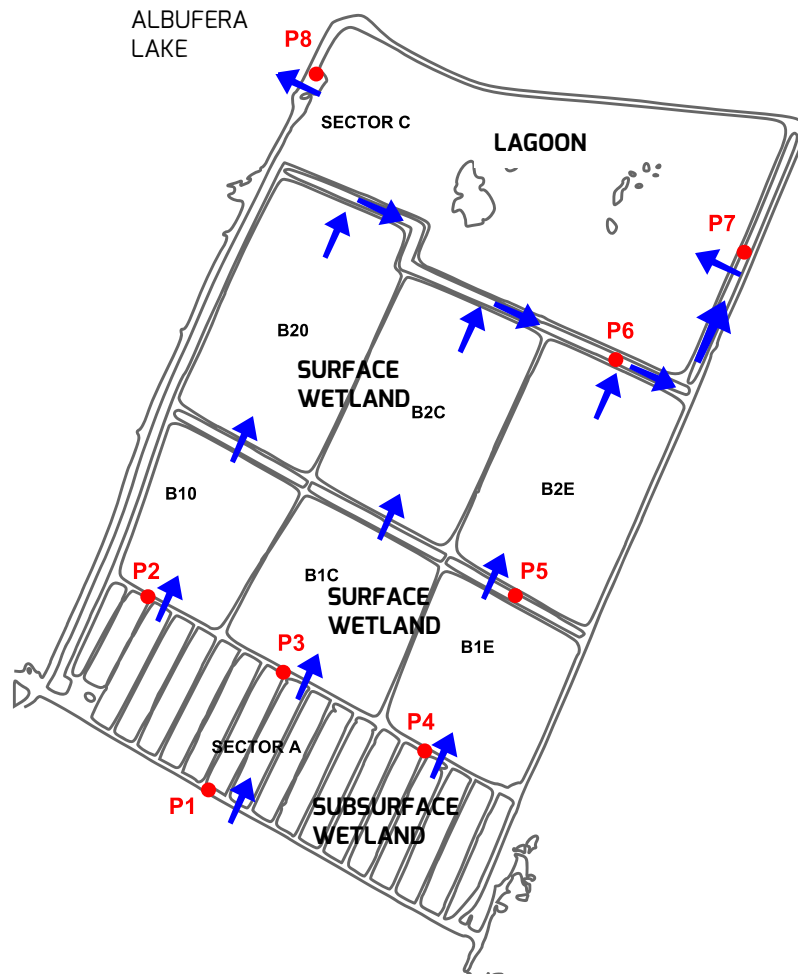 ALBUFERA
LAKE
P8
SECTOR C
LAGOON
P7
B20
P6
SURFACE
WETLAND
B2C
B2E
B10
P2
B1C
P5
SURFACE
WETLAND
B1E
P3
P4
SECTOR A
P1
SUBSURFACE
WETLAND